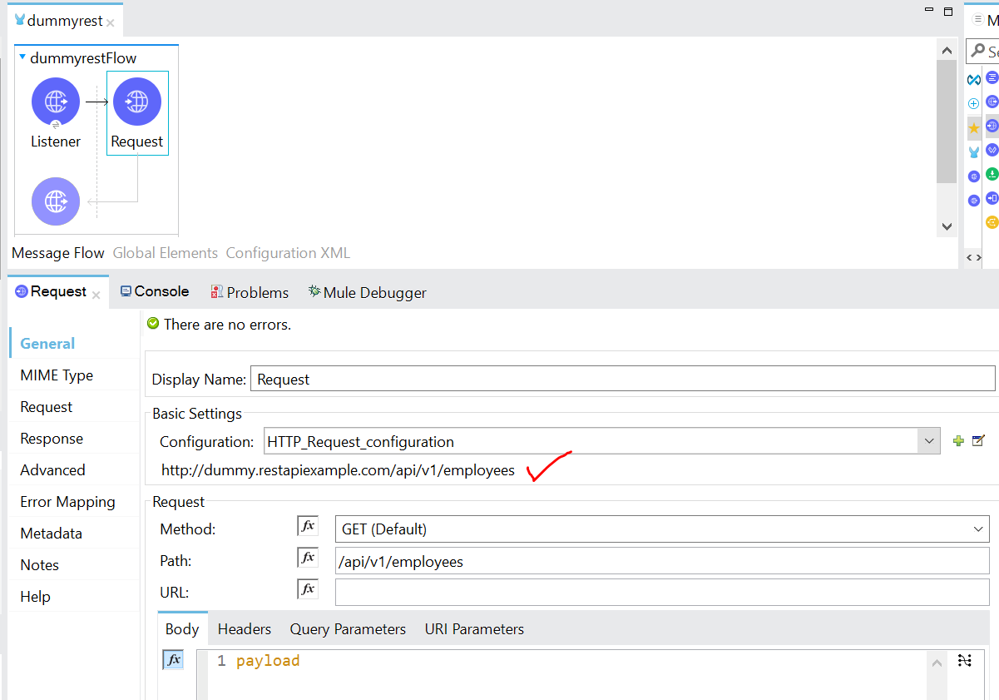 dummyrest
M
dummyrestFlow
Se
Listener
Request
Message Flow Global Elements Configuration XML
Request Console Problems Mule Debugger
There are no errors.
General
MIME Type
Request
Response
Advanced
Error Mapping
Metadata
Notes
Help
Display Name: Request
Basic Settings
Configuration: HTTP_Request_configuration
http://dummy.restapiexample.com/api/v1/employees
Request
Method: fx GET (Default)
Path: fx /api/v1/employees
URL: fx
Body Headers Query Parameters URI Parameters
fx 1 payload